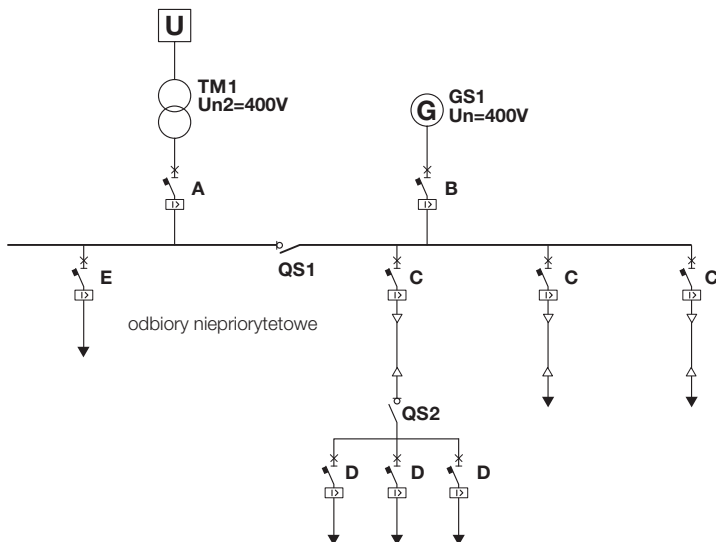 U
TM1
Un2=400V
G
GS1
Un=400V
A
B
I>
I>
QS1
E
C
C
C
I>
I>
I>
I>
odbiory niepriorytetowe
QS2
D
D
D
I>
I>
I>